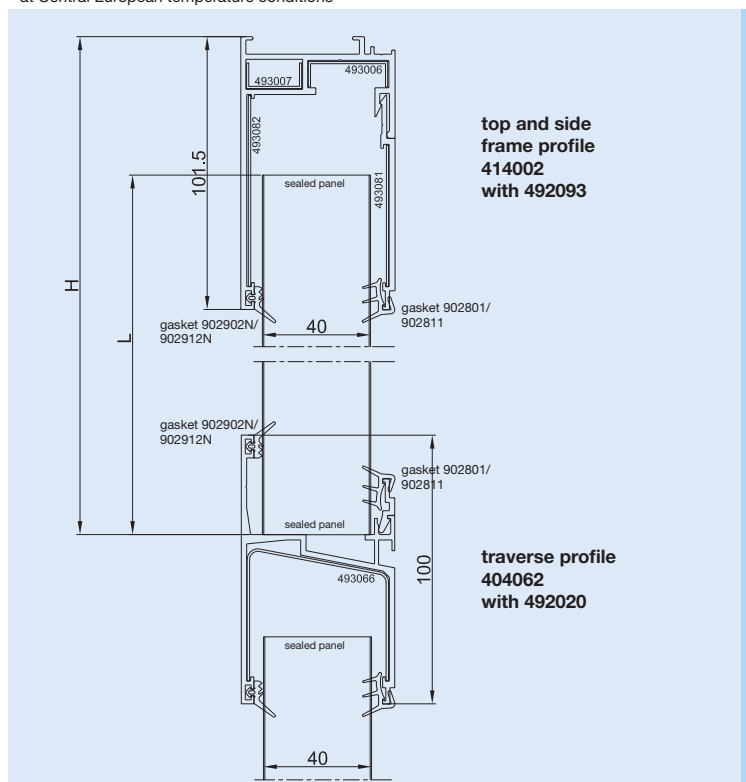 at Central European temperature conditions
493007
493006
493082
493081
101.5
sealed panel
top and side
frame profile
414002
with 492093
H
L
gasket 902902N/
902912N
40
gasket 902801/
902811
gasket 902902N/
902912N
gasket 902801/
902811
sealed panel
100
traverse profile
404062
with 492020
493066
sealed panel
40